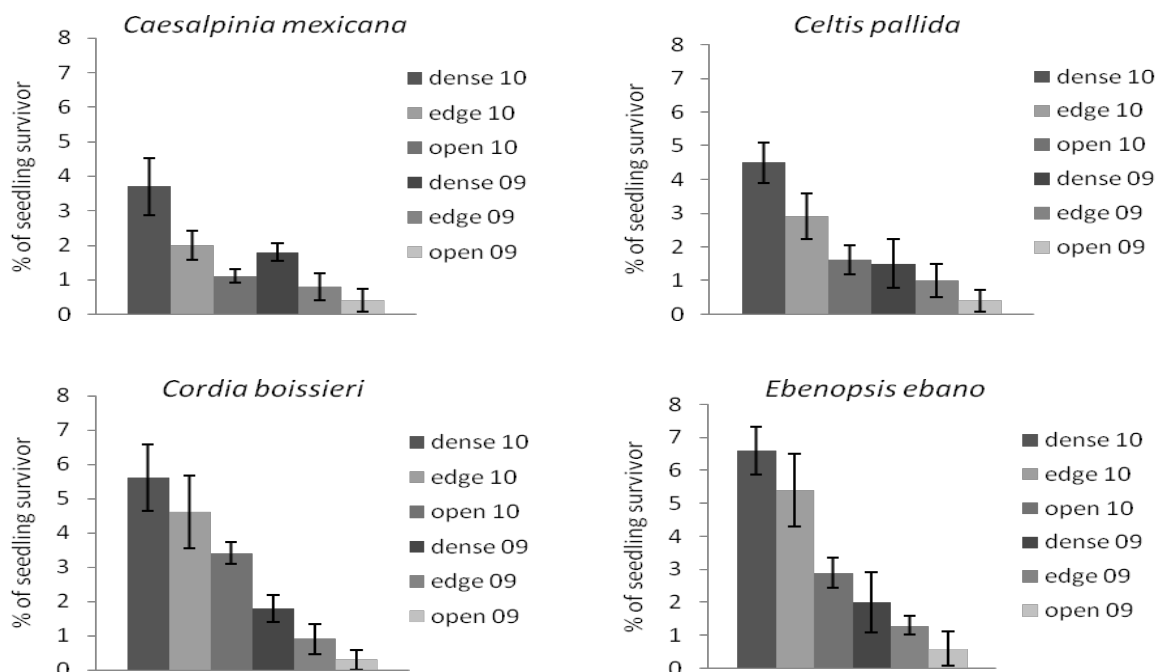 Caesalpinia mexicana
% of seedling survivor
8
7
6
5
4
3
2
1
0
dense 10
edge 10
open 10
dense 09
edge 09
open 09
Celtis pallida
% of seedling survivor
8
7
6
5
4
3
2
1
0
dense 10
edge 10
open 10
dense 09
edge 09
open 09
Cordia boissieri
% of seedling survivor
8
7
6
5
4
3
2
1
0
dense 10
edge 10
open 10
dense 09
edge 09
open 09
Ebenopsis ebano
% of seedling survivor
8
7
6
5
4
3
2
1
0
dense 10
edge 10
open 10
dense 09
edge 09
open 09